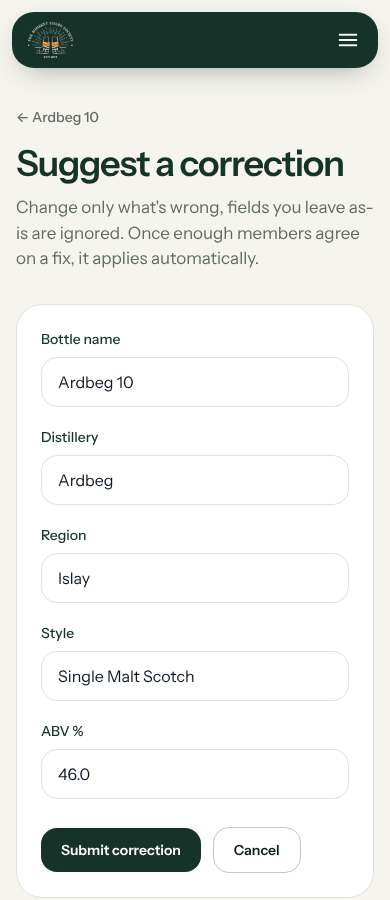 ← Ardbeg 10
Suggest a correction
Change only what's wrong, fields you leave as-
is are ignored. Once enough members agree
on a fix, it applies automatically.
Bottle name
Ardbeg 10
Distillery
Ardbeg
Region
Islay
Style
Single Malt Scotch
ABV %
46.0
Submit correction
Cancel